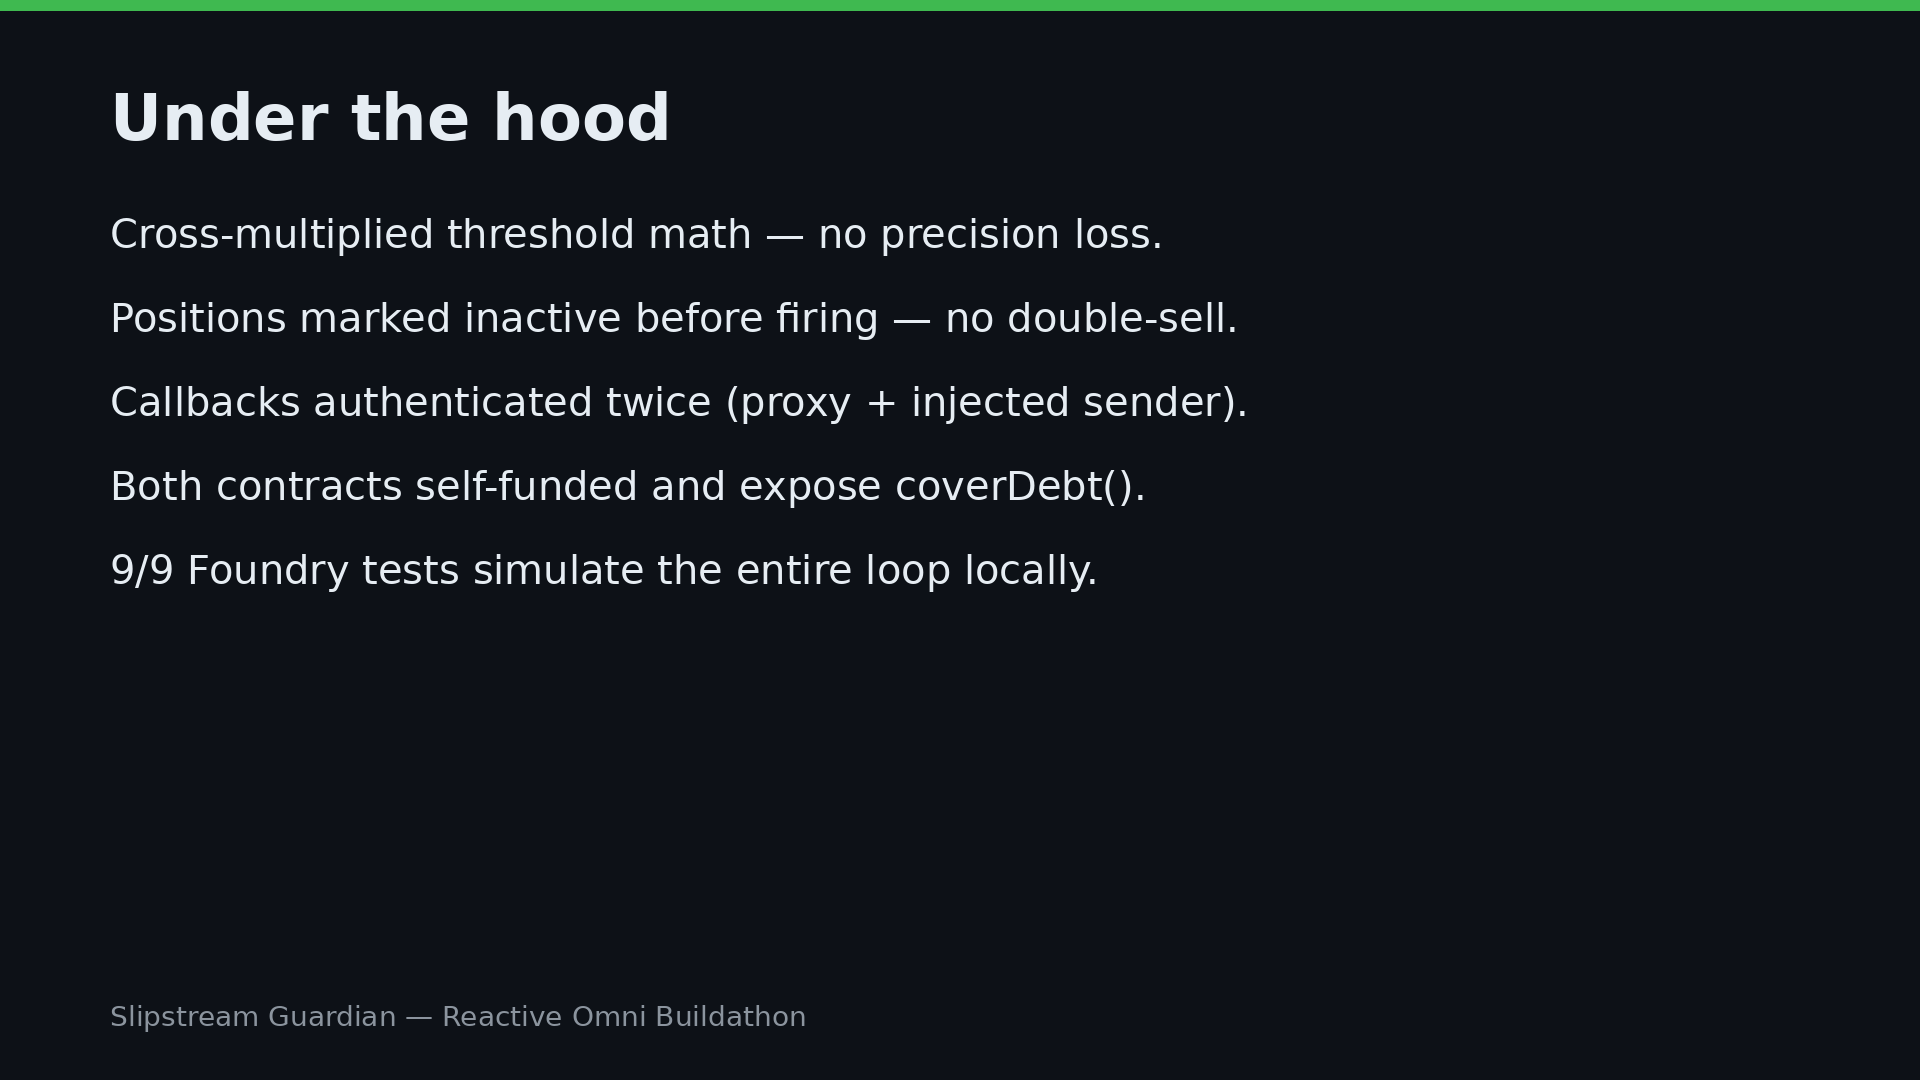 Under the hood
Cross-multiplied threshold math — no precision loss.
Positions marked inactive before firing — no double-sell.
Callbacks authenticated twice (proxy + injected sender).
Both contracts self-funded and expose coverDebt().
9/9 Foundry tests simulate the entire loop locally.
Slipstream Guardian — Reactive Omni Buildathon